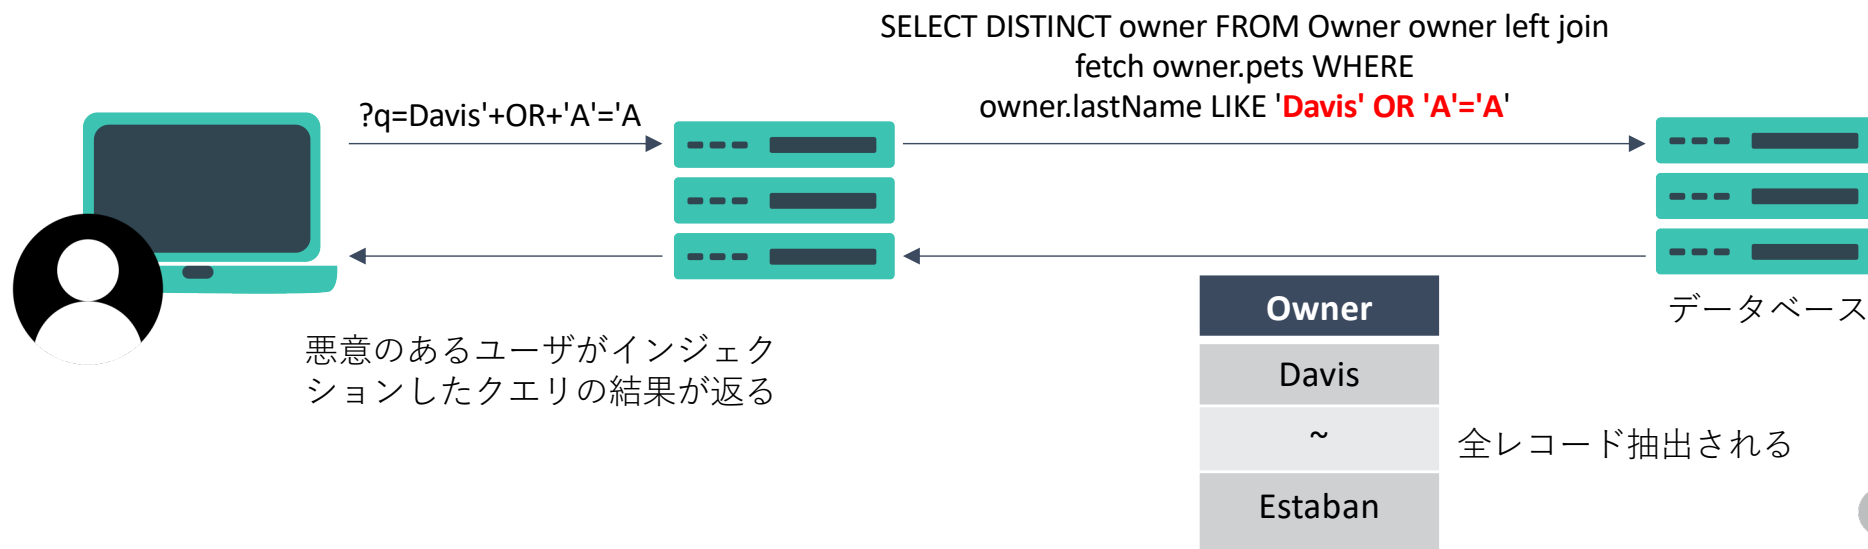 SELECT DISTINCT owner FROM Owner owner left join
fetch owner.pets WHERE
owner.lastName LIKE 'Davis' OR 'A'='A'
?q=Davis'+OR+'A'='A
データベース
悪意のあるユーザがインジェク
ションしたクエリの結果が返る
Owner
Davis
~
全レコード抽出される
Estaban